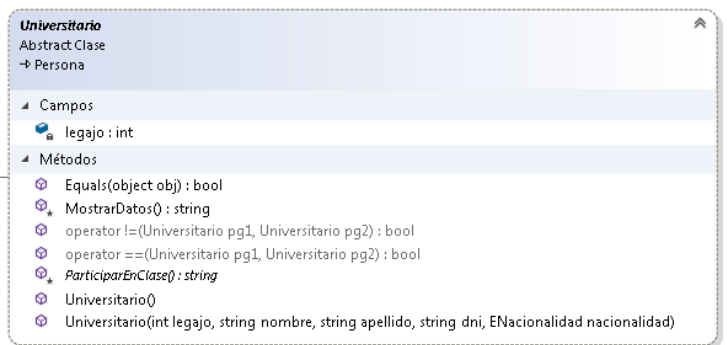 Universitario
Abstract Clase
Persona
Campos
legajo : int
Métodos
Equals(object obj) : bool
MostrarDatos() : string
operator !=(Universitario pg1, Universitario pg2) : bool
operator ==(Universitario pg1, Universitario pg2) : bool
ParticiparEnClase() : string
Universitario()
Universitario(int legajo, string nombre, string apellido, string dni, ENacionalidad nacionalidad)